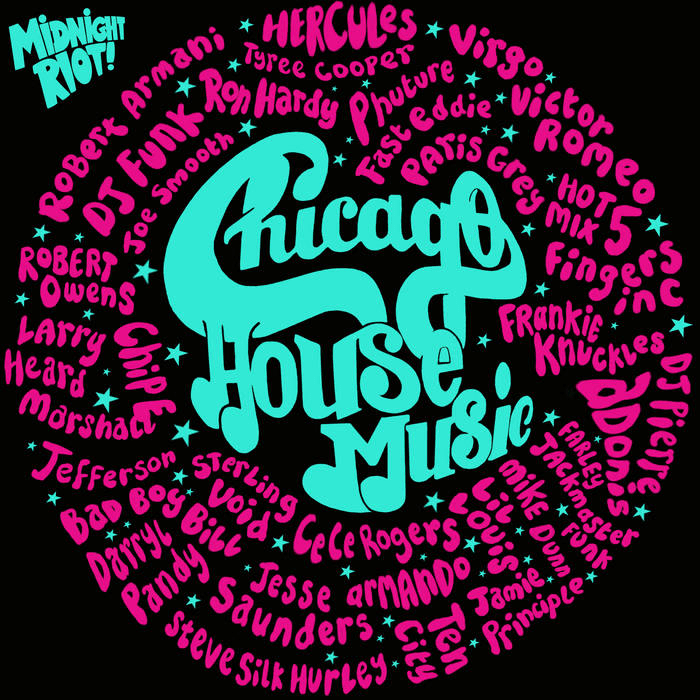 MiDNiGHT
RiOT!
Chicago
House
Music
HERCULes
Virgo
Victor
Romeo
Tyree Cooper
Ron Hardy
Phuture
Fast Eddie
PARiS GRey
HOT
MiX 5
Fingers
inc
FRankie
Knuckles
DJ Pierre
aDonis
FARLEY
Jackmaster
Funk
MiKe Dunn
LiL
Louis
Jamie
Principle
Ten
City
CeCe Rogers
aRMANDo
Jesse
Saunders
Steve Silk Hurley
STeRLing
Void
Bad Boy
Bill
Darryl
Pandy
Jefferson
Marshall
Larry
Heard
CHiP E
RoBERT
Owens
Robert Armani
DJ Funk
Joe Smooth